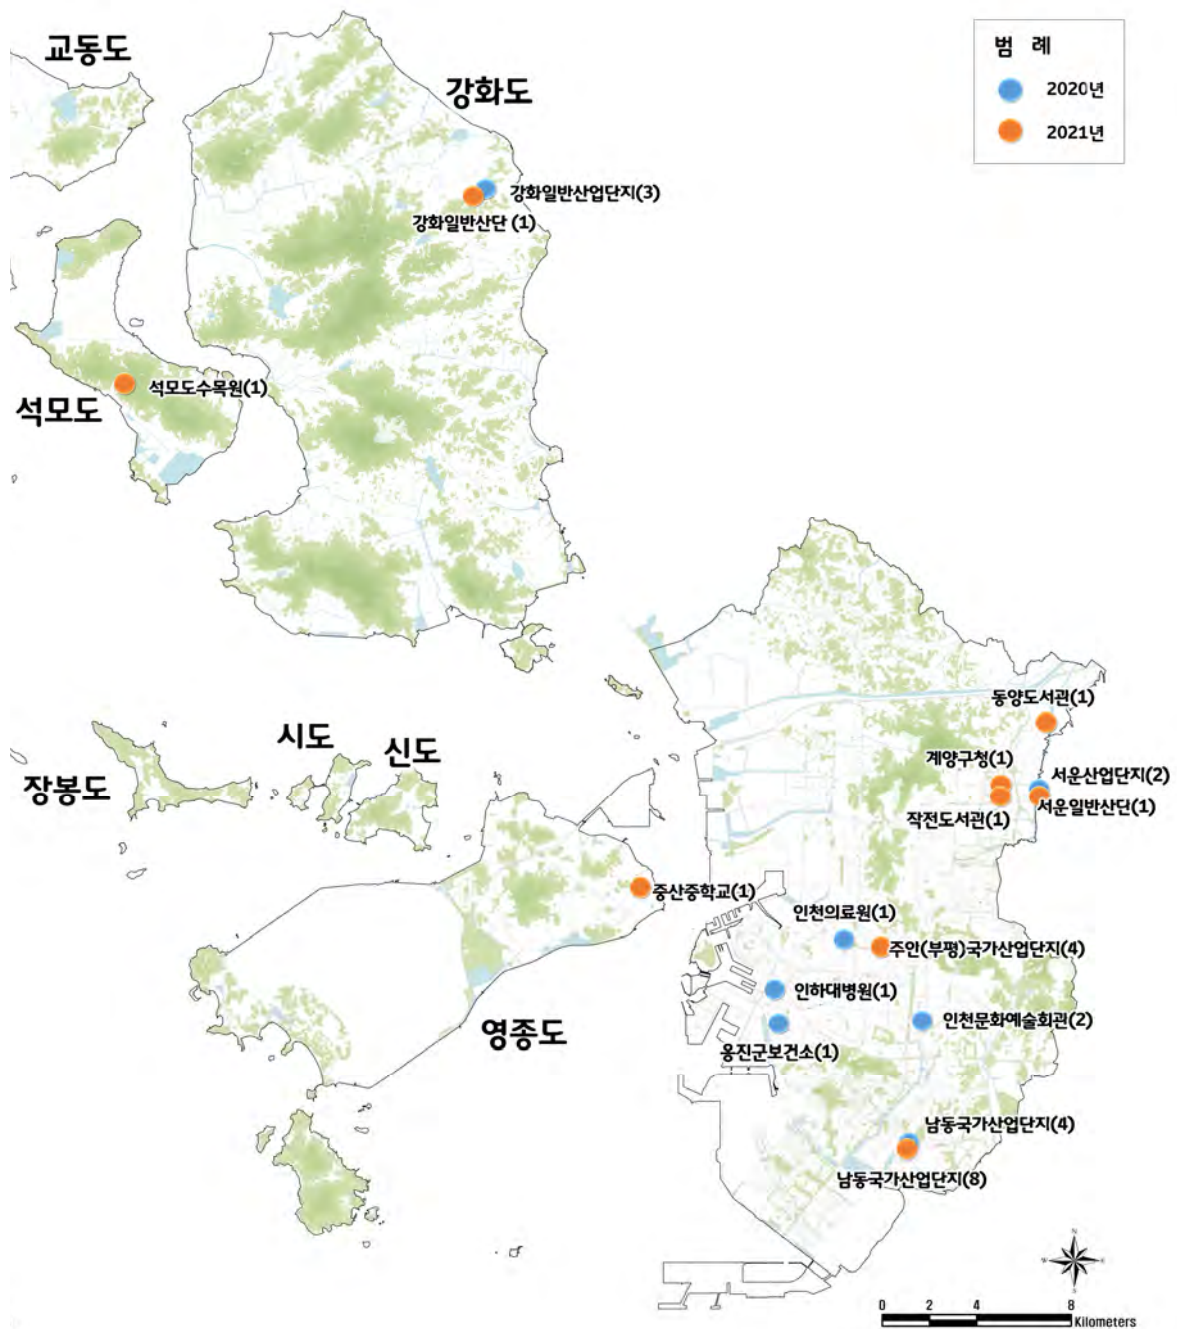 교동도
강화도
범 례
2020년
2021년
강화일반산업단지(3)
강화일반산단 (1)
석모도수목원(1)
석모도
동양도서관(1)
시도
신도
계양구청(1)
장봉도
서운산업단지(2)
서운일반산단(1)
작전도서관(1)
중산중학교(1)
인천의료원(1)
주안(부평)국가산업단지(4)
인하대병원(1)
인천문화예술회관(2)
영종도
옹진군보건소(1)
남동국가산업단지(4)
남동국가산업단지(8)
N
W E
S
0 2 4 8
Kilometers